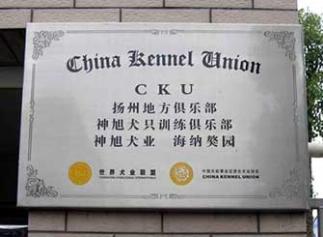 China Kennel Union
CKU
扬州地方俱乐部
神旭犬只训练俱乐部
神旭犬业 海纳獒园
世界犬业联盟
CHINA KENNEL UNION